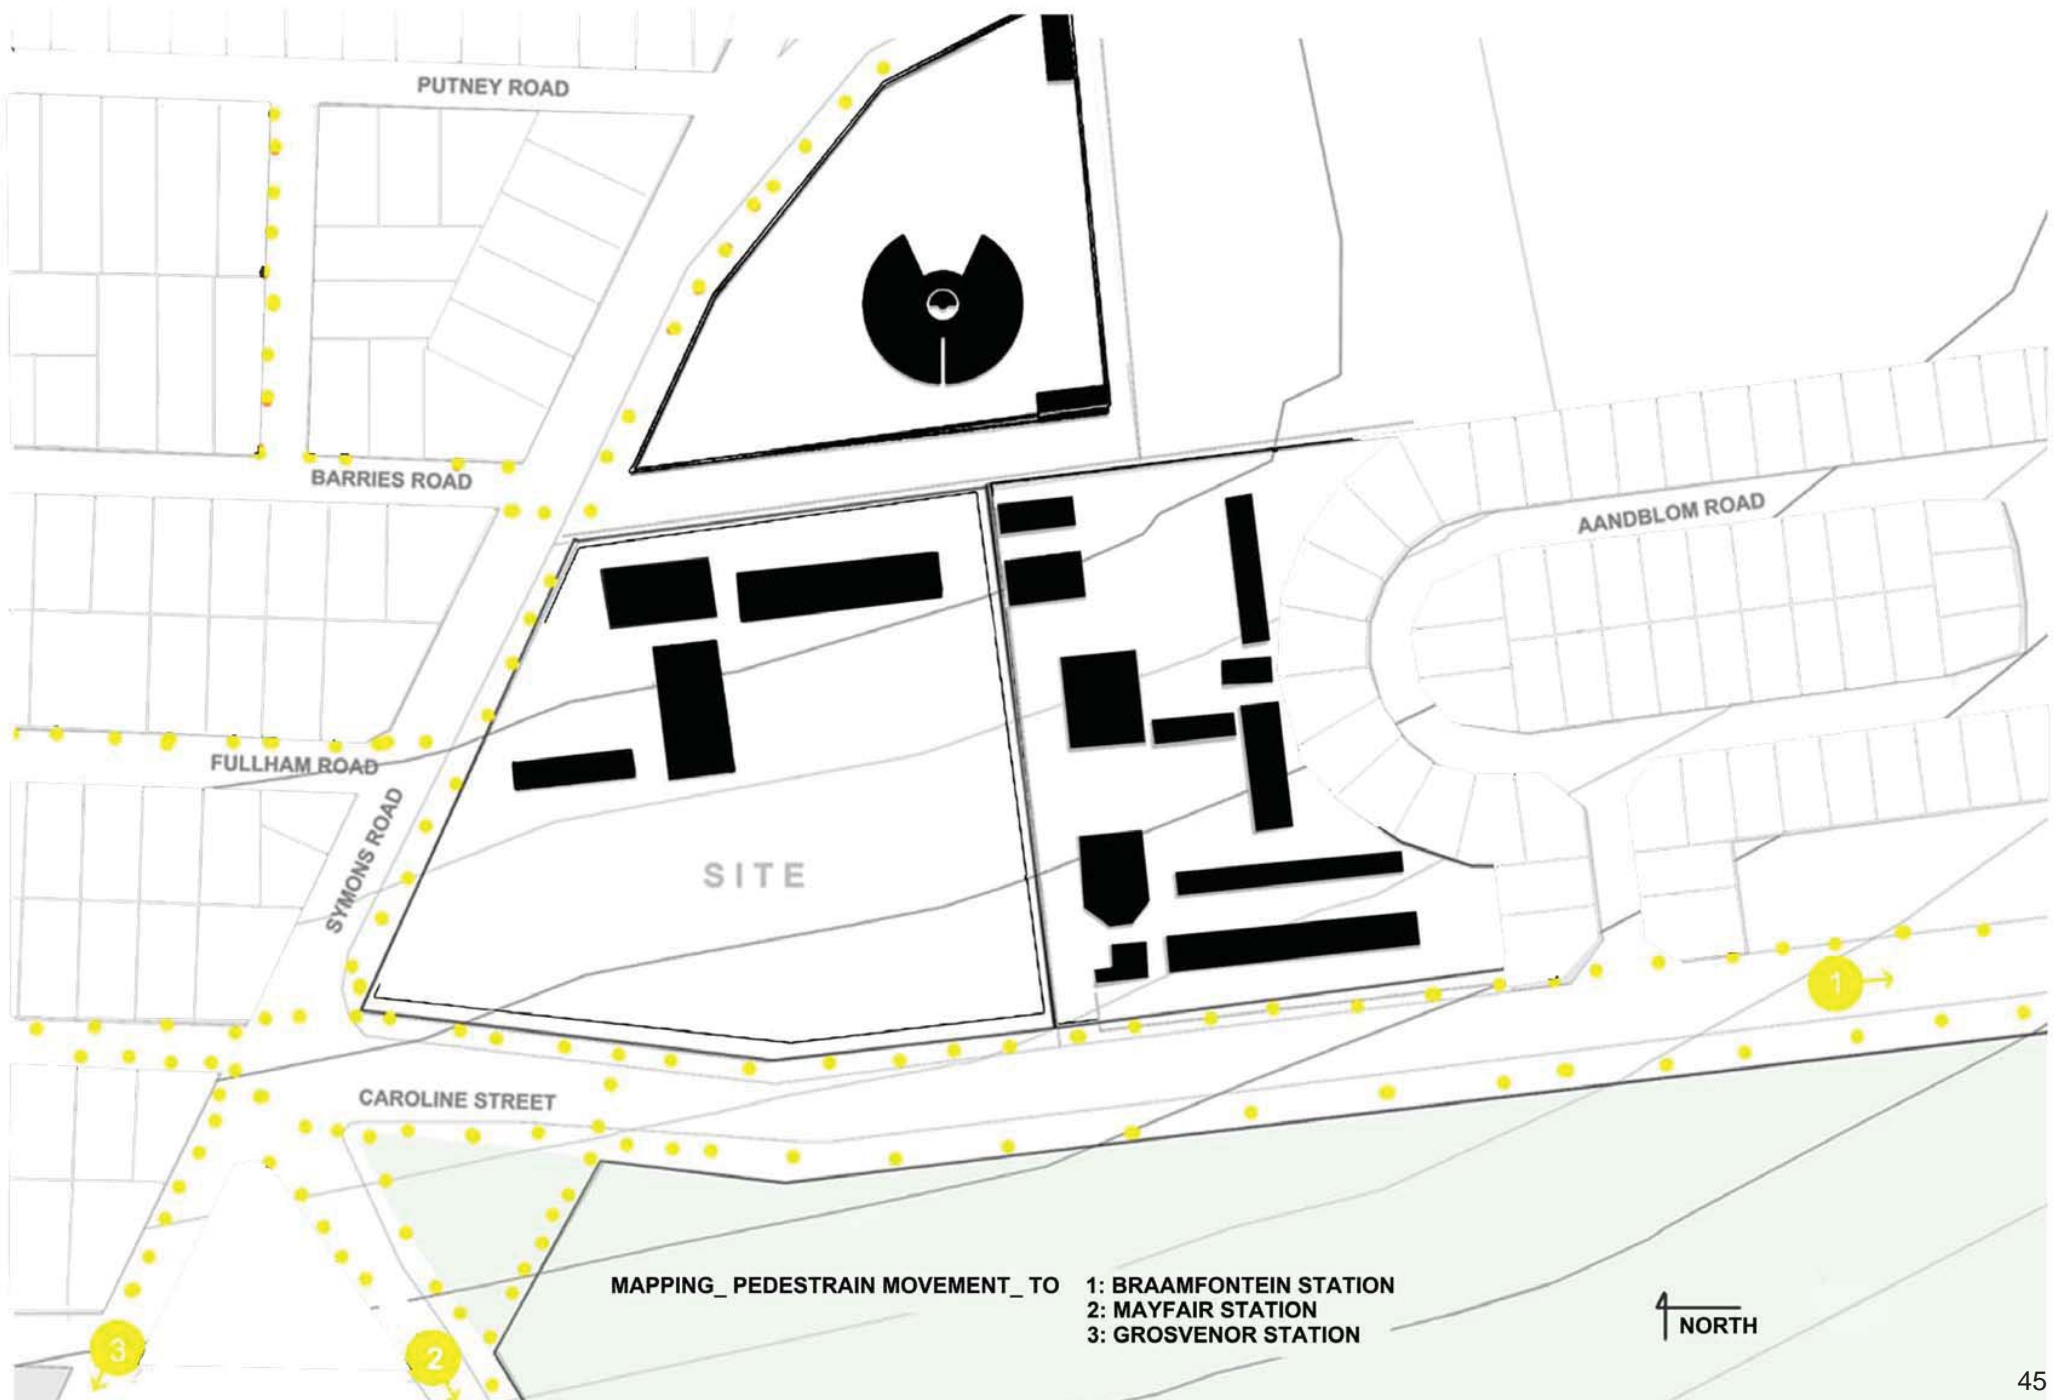 PUTNEY ROAD
BARRIES ROAD
AANDBLOM ROAD
FULLHAM ROAD
SYMONS ROAD
SITE
1
CAROLINE STREET
MAPPING_ PEDESTRAIN MOVEMENT_ TO 1: BRAAMFONTEIN STATION
2: MAYFAIR STATION
3: GROSVENOR STATION
NORTH
3
2
45